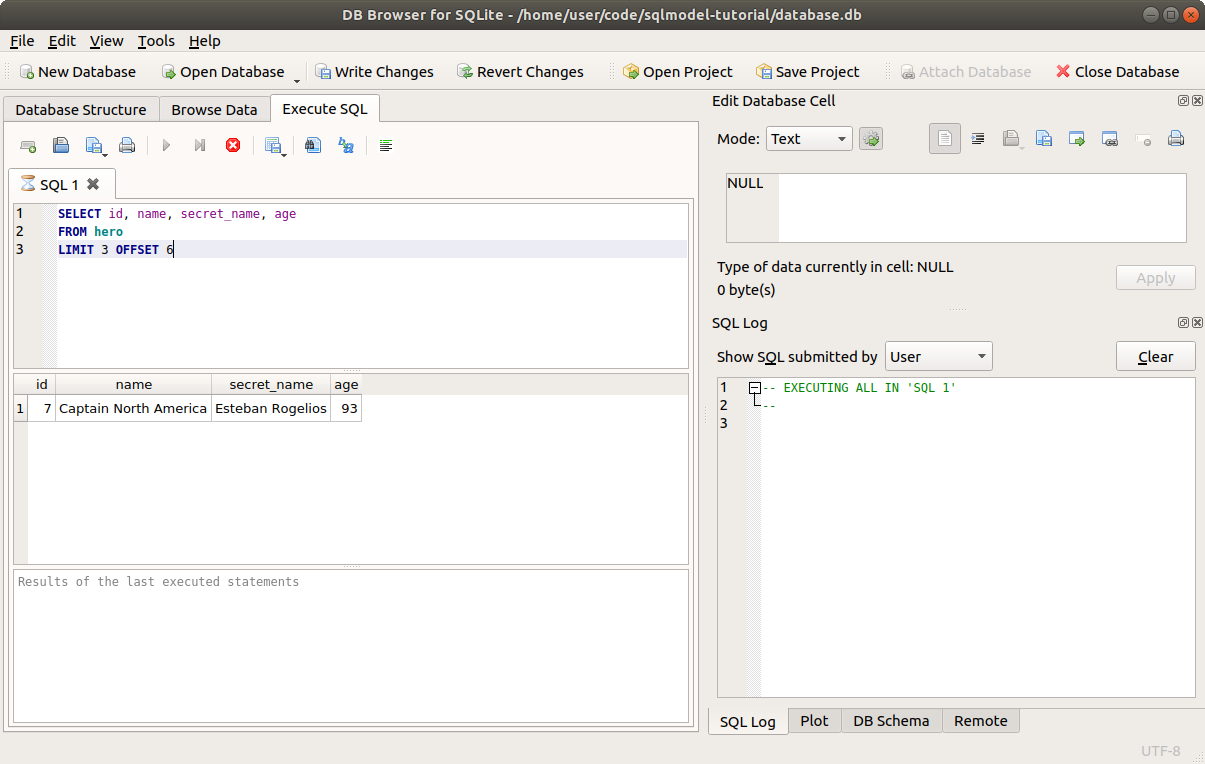 DB Browser for SQLite - /home/user/code/sqlmodel-tutorial/database.db
File Edit View Tools Help
New Database Open Database Write Changes Revert Changes Open Project Save Project Attach Database Close Database
Database Structure Browse Data Execute SQL
SQL 1
1 SELECT id, name, secret_name, age
2 FROM hero
3 LIMIT 3 OFFSET 6
id name secret_name age
1 7 Captain North America Esteban Rogelios 93
Results of the last executed statements
Edit Database Cell
Mode: Text
NULL
Type of data currently in cell: NULL
0 byte(s)
Apply
SQL Log
Show SQL submitted by User Clear
1 -- EXECUTING ALL IN 'SQL 1'
2 --
3
SQL Log Plot DB Schema Remote
UTF-8